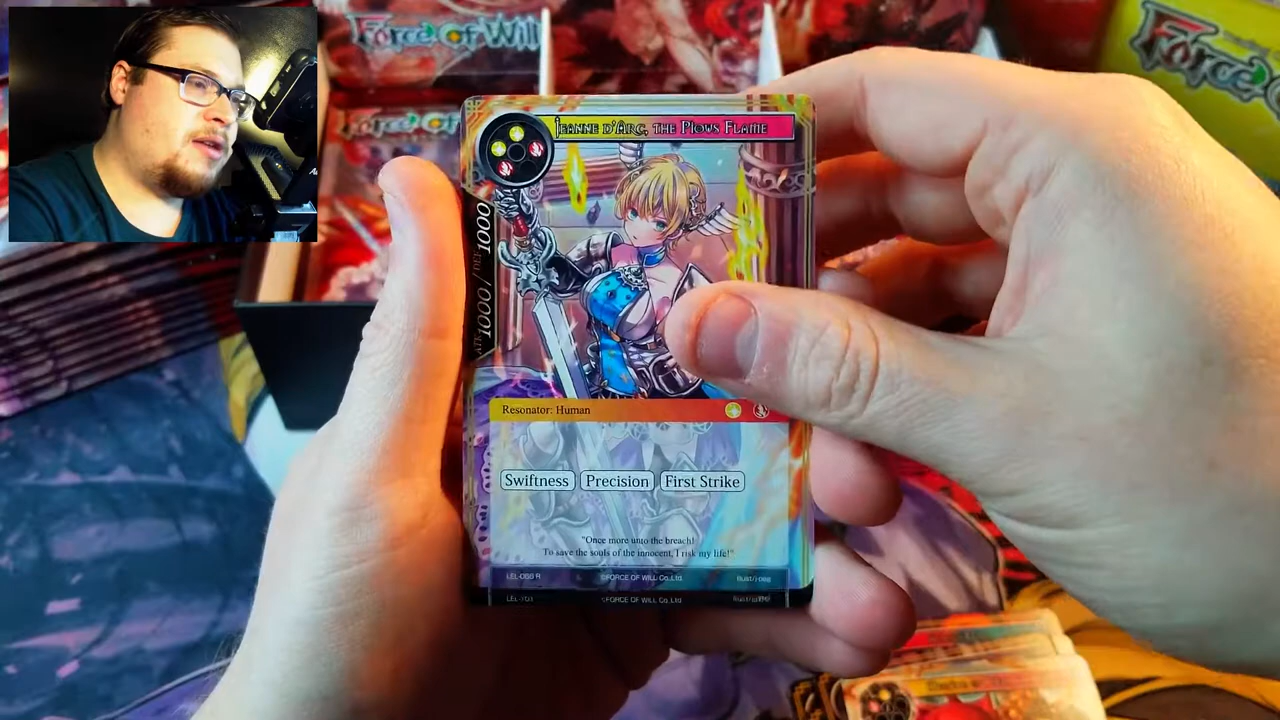 Force Of Will
Force Of
Force Of
Jeanne d'Arc, the Pious Flame
ATK 1000 / DEF 1000
Resonator: Human
Swiftness Precision First Strike
"Once more unto the breach!
To save the souls of the innocent, I risk my life!"
©FORCE OF WILL Co.,Ltd.
©FORCE OF WILL Co.,Ltd.